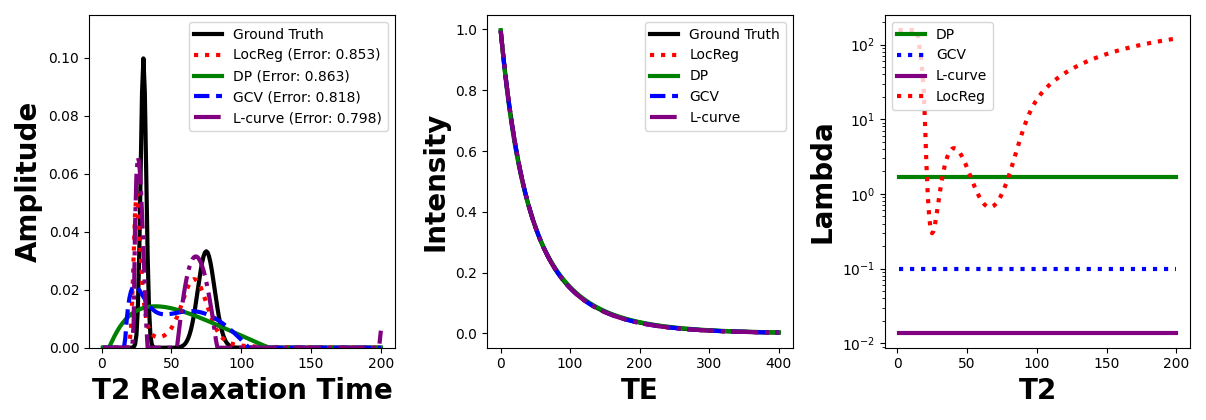 Ground Truth
LocReg (Error: 0.853)
DP (Error: 0.863)
GCV (Error: 0.818)
L-curve (Error: 0.798)
0.10
0.08
0.06
0.04
0.02
0.00
Amplitude
0 50 100 150 200
T2 Relaxation Time
Ground Truth
LocReg
DP
GCV
L-curve
1.0
0.8
0.6
0.4
0.2
0.0
Intensity
0 100 200 300 400
TE
DP
GCV
L-curve
LocReg
10²
10¹
10⁰
10⁻¹
10⁻²
Lambda
0 50 100 150 200
T2